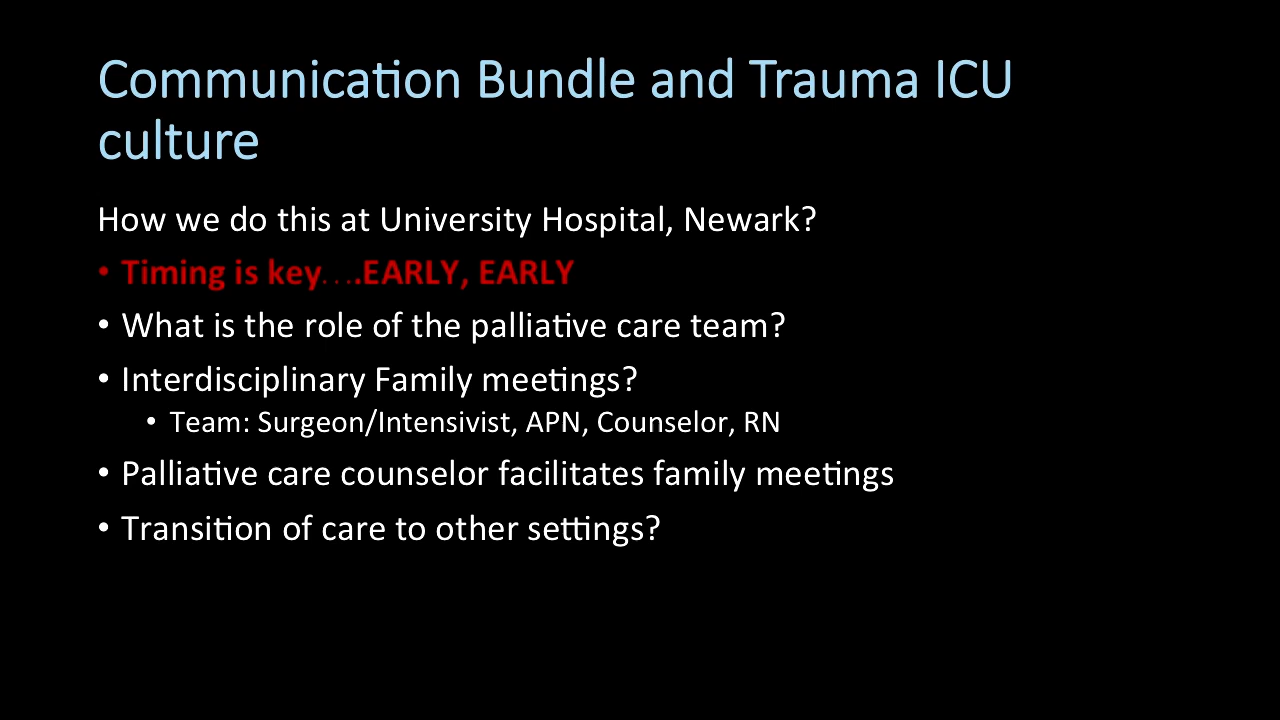 Communication Bundle and Trauma ICU
culture
How we do this at University Hospital, Newark?
• Timing is key….EARLY, EARLY
• What is the role of the palliative care team?
• Interdisciplinary Family meetings?
• Team: Surgeon/Intensivist, APN, Counselor, RN
• Palliative care counselor facilitates family meetings
• Transition of care to other settings?